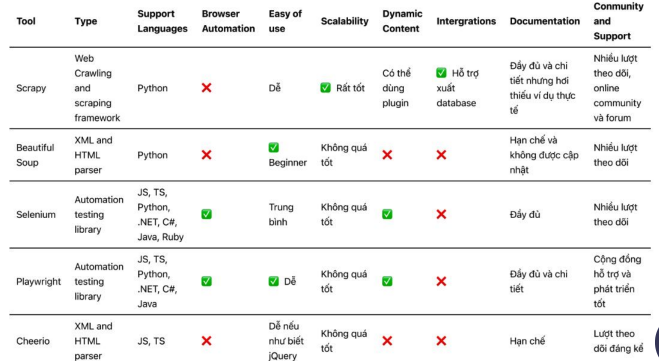 Tool Type Support Languages Browser Automation Easy of use Scalability Dynamic Content Intergrations Documentation Conmunity and Support
Scrapy Web Crawling and scraping framework Python ❌ Dễ ✅ Rất tốt Có thể dùng plugin ✅ Hỗ trợ xuất database Đầy đủ và chi tiết nhưng hơi thiếu ví dụ thực tế Nhiều lượt theo dõi, online community và forum
Beautiful Soup XML and HTML parser Python ❌ ✅ Beginner Không quá tốt ❌ ❌ Hạn chế và không được cập nhật Nhiều lượt theo dõi
Selenium Automation testing library JS, TS, Python, .NET, C#, Java, Ruby ✅ Trung bình Không quá tốt ✅ ❌ Đầy đủ Nhiều lượt theo dõi
Playwright Automation testing library JS, TS, Python, .NET, C#, Java ✅ ✅ Dễ Không quá tốt ✅ ❌ Đầy đủ và chi tiết Cộng đồng hỗ trợ và phát triển tốt
Cheerio XML and HTML parser JS, TS ❌ Dễ nếu như biết jQuery Không quá tốt ❌ ❌ Hạn chế Lượt theo dõi đáng kể